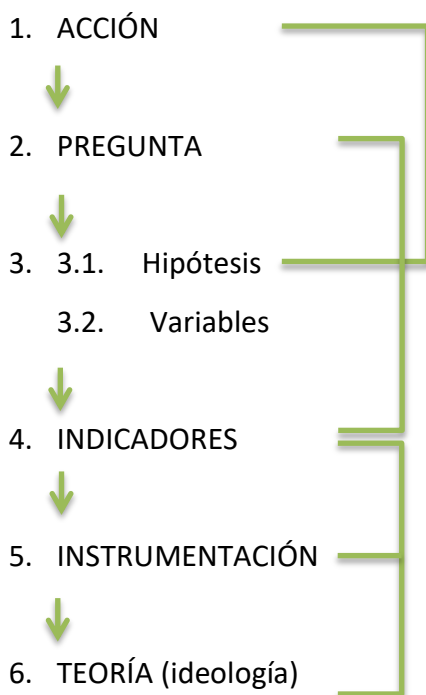 1. ACCIÓN
2. PREGUNTA
3. 3.1. Hipótesis
3.2. Variables
4. INDICADORES
5. INSTRUMENTACIÓN
6. TEORÍA (ideología)